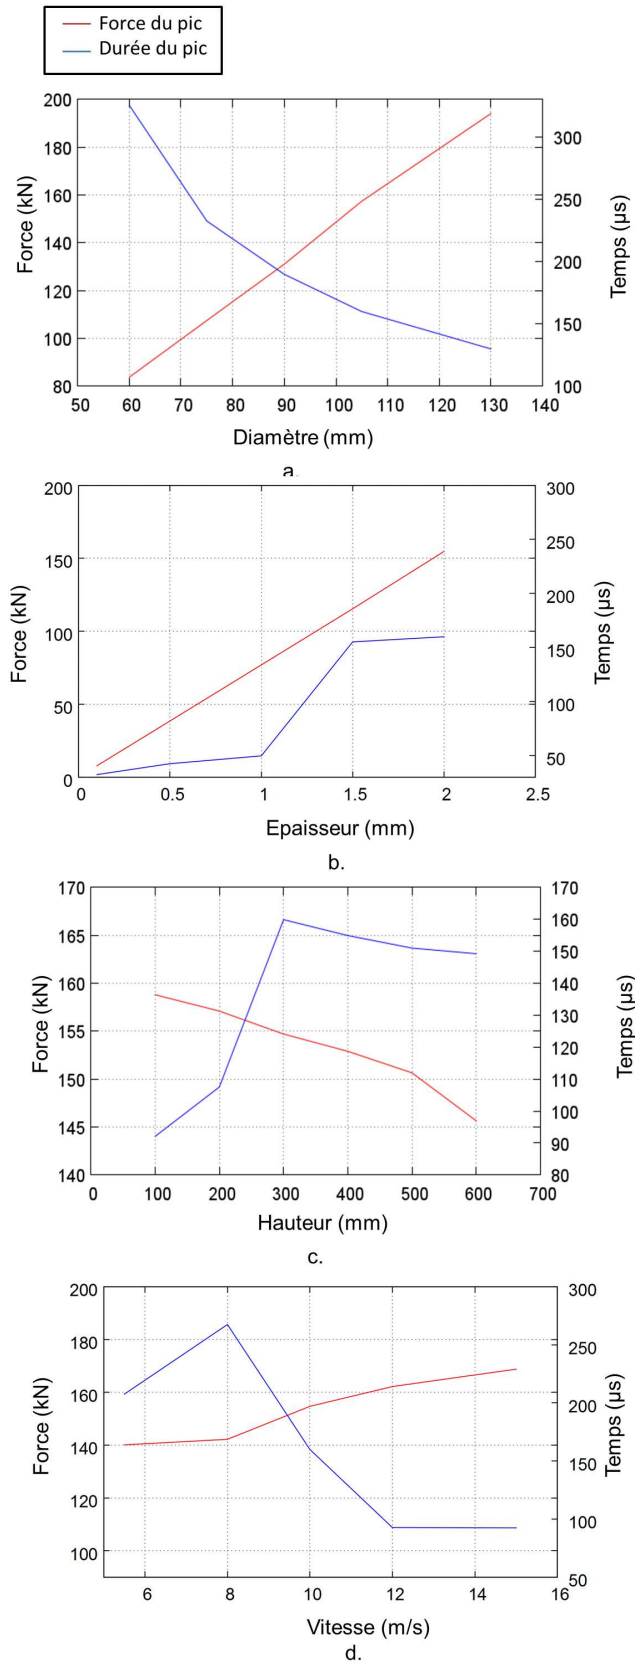 Force du pic
Durée du pic
200
180
160
140
120
100
80
Force (kN)
300
250
200
150
100
Temps (µs)
50 60 70 80 90 100 110 120 130 140
Diamètre (mm)
a.
200
150
100
50
0
Force (kN)
300
250
200
150
100
50
Temps (µs)
0 0.5 1 1.5 2 2.5
Epaisseur (mm)
b.
170
165
160
155
150
145
140
Force (kN)
170
160
150
140
130
120
110
100
90
80
Temps (µs)
0 100 200 300 400 500 600 700
Hauteur (mm)
c.
200
180
160
140
120
100
Force (kN)
300
250
200
150
100
50
Temps (µs)
6 8 10 12 14 16
Vitesse (m/s)
d.